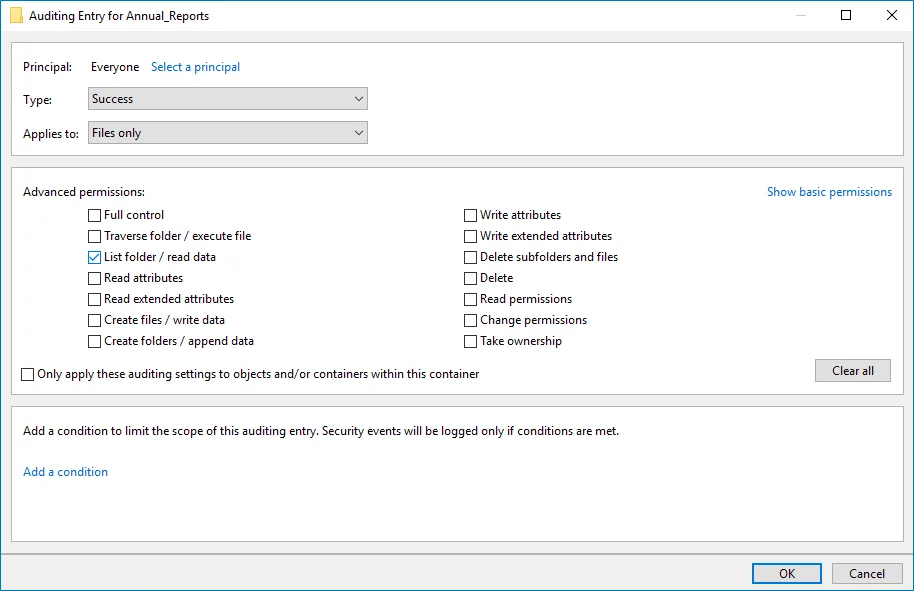 Auditing Entry for Annual_Reports
Principal: Everyone Select a principal
Type: Success
Applies to: Files only
Advanced permissions: Show basic permissions
Full control Write attributes
Traverse folder / execute file Write extended attributes
List folder / read data Delete subfolders and files
Read attributes Delete
Read extended attributes Read permissions
Create files / write data Change permissions
Create folders / append data Take ownership
Only apply these auditing settings to objects and/or containers within this container Clear all
Add a condition to limit the scope of this auditing entry. Security events will be logged only if conditions are met.
Add a condition
OK Cancel